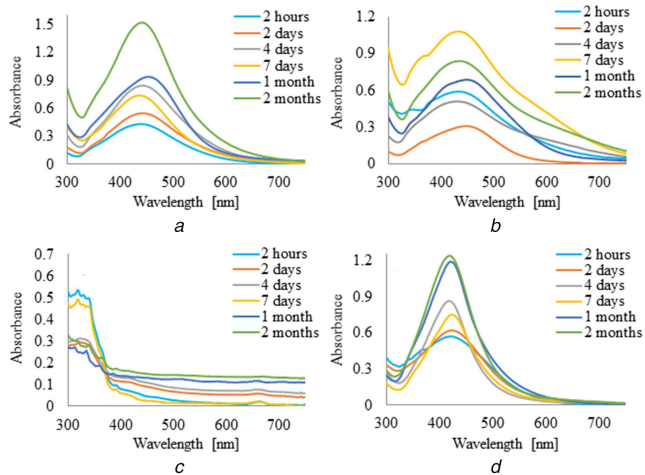 1.5
1.2
0.9
0.6
0.3
0
300 400 500 600 700
Absorbance
Wavelength [nm]
2 hours
2 days
4 days
7 days
1 month
2 months
a
1.2
0.9
0.6
0.3
0
300 400 500 600 700
Absorbance
Wavelength [nm]
2 hours
2 days
4 days
7 days
1 month
2 months
b
0.7
0.6
0.5
0.4
0.3
0.2
0.1
0
300 400 500 600 700
Absorbance
Wavelength [nm]
2 hours
2 days
4 days
7 days
1 month
2 months
c
1.2
0.9
0.6
0.3
0
300 400 500 600 700
Absorbance
Wavelength [nm]
2 hours
2 days
4 days
7 days
1 month
2 months
d